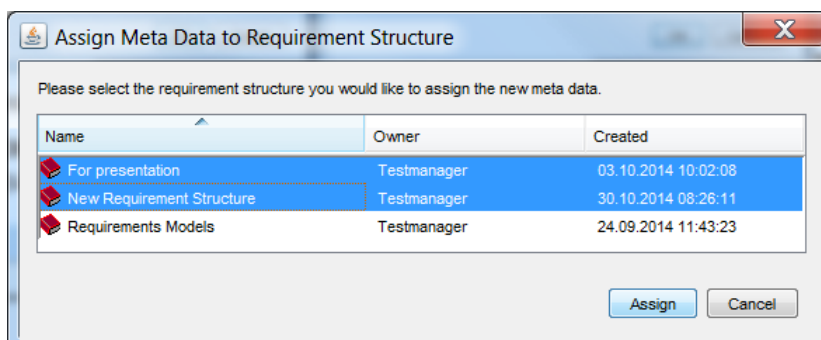 Assign Meta Data to Requirement Structure
Please select the requirement structure you would like to assign the new meta data.
Name Owner Created
For presentation Testmanager 03.10.2014 10:02:08
New Requirement Structure Testmanager 30.10.2014 08:26:11
Requirements Models Testmanager 24.09.2014 11:43:23
Assign Cancel